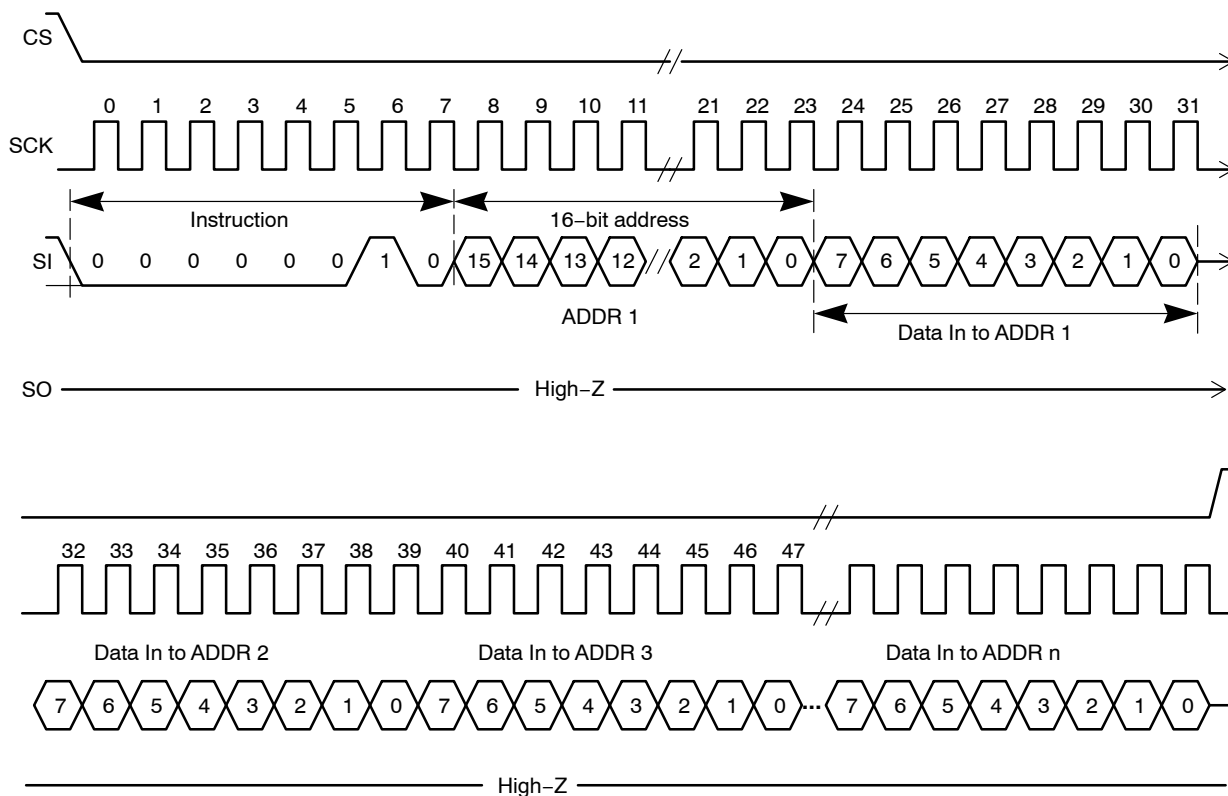 CS
0 1 2 3 4 5 6 7 8 9 10 11 21 22 23 24 25 26 27 28 29 30 31
SCK
Instruction 16−bit address
SI 0 0 0 0 0 0 1 0 15 14 13 12 2 1 0 7 6 5 4 3 2 1 0
ADDR 1
Data In to ADDR 1
SO High−Z
32 33 34 35 36 37 38 39 40 41 42 43 44 45 46 47
Data In to ADDR 2 Data In to ADDR 3 Data In to ADDR n
7 6 5 4 3 2 1 0 7 6 5 4 3 2 1 0 ... 7 6 5 4 3 2 1 0
High−Z